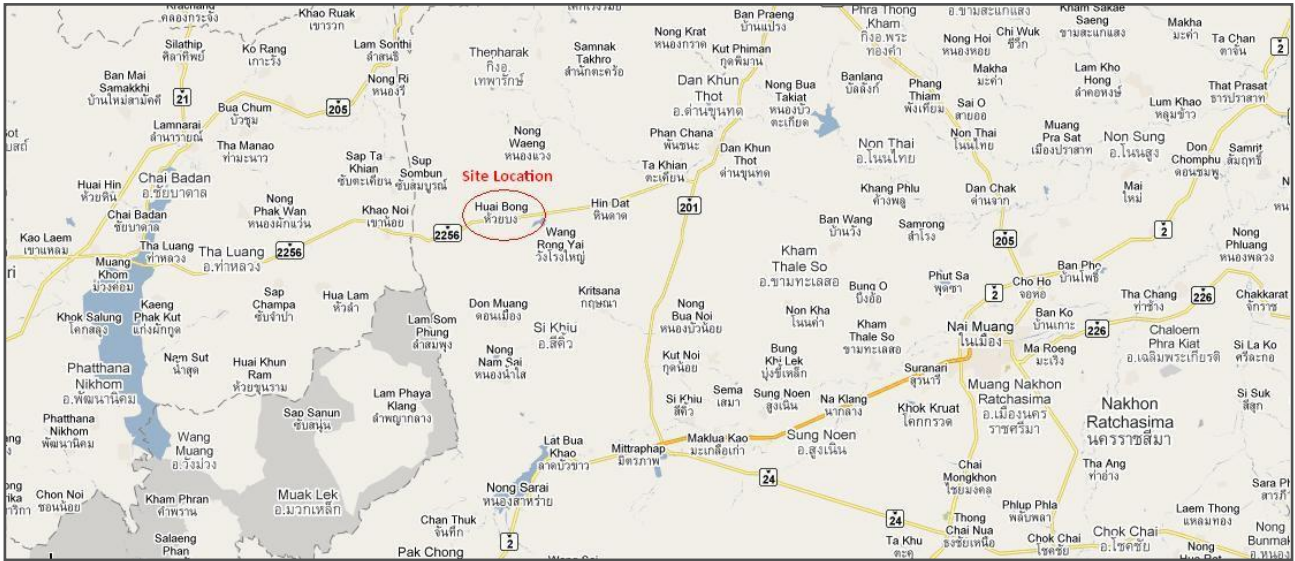 Krachang
คลองกระจัง
Khao Ruak
เขารวก
Silathip
ศิลาทิพย์
Ko Rang
เกาะรัง
Lam Sonthi
ลำสนธิ
Nong Ri
หนองรี
Ban Mai
Samakkhi
บ้านใหม่สามัคคี
21
Bua Chum
บัวชุม
205
Lamnarai
ลำนารายณ์
Tha Manao
ท่ามะนาว
Sap Ta
Khian
ซับตะเคียน
Sup
Sombun
ซับสมบูรณ์
Huai Hin
ห้วยหิน
Chai Badan
อ.ชัยบาดาล
Chai Badan
ชัยบาดาล
Nong
Phak Wan
หนองผักแว่น
Khao Noi
เขาน้อย
Kao Laem
เขาแหลม
Tha Luang
ท่าหลวง
Tha Luang
อ.ท่าหลวง
2256
Muang
Khom
ม่วงค่อม
Khok Salung
โคกสลุง
Kaeng
Phak Kut
แก่งผักกูด
Sap
Champa
ซับจำปา
Hua Lam
หัวลำ
Nam Sut
น้ำสุด
Huai Khun
Ram
ห้วยขุนราม
Phatthana
Nikhom
อ.พัฒนานิคม
Phatthana
Nikhom
พัฒนานิคม
Wang
Muang
อ.วังม่วง
Chon Noi
ชอนน้อย
Kham Phran
คำพราน
Salaeng
Phan
Sap Sanun
ซับสนุ่น
Muak Lek
อ.มวกเหล็ก
Lam Phaya
Klang
ลำพญากลาง
Lam Som
Phung
ลำสมพุง
Thepharak
กิ่งอ.
เทพารักษ์
Samnak
Takhro
สำนักตะคร้อ
Nong
Waeng
หนองแวง
Site Location
Huai Bong
ห้วยบง
2256
Hin Dat
หินดาด
Wang
Rong Yai
วังโรงใหญ่
Ta Khian
ตะเคียน
Phan Chana
พันชนะ
Nong Krat
หนองกราด
Kut Phiman
กุดพิมาน
Ban Praeng
บ้านแปรง
Dan Khun
Thot
อ.ด่านขุนทด
Nong Bua
Takiat
หนองบัว
ตะเกียด
Dan Khun
Thot
ด่านขุนทด
201
Banlang
บัลลังก์
Phra Thong
Kham
กิ่งอ.พระ
ทองคำ
Phang
Thiam
พังเทียม
Nong Hoi
หนองหอย
Chi Wuk
ชีวึก
Makha
มะค่า
อ.ขามสะแกแสง
Kham Sakae
Saeng
ขามสะแกแสง
Makha
มะค่า
Ta Chan
ตาจั่น
2
Lam Kho
Hong
ลำคอหงษ์
That Prasat
ธารปราสาท
Lum Khao
หลุมข้าว
Sai O
สายออ
Non Thai
โนนไทย
Non Thai
อ.โนนไทย
Muang
Pra Sat
เมืองปราสาท
Non Sung
อ.โนนสูง
Don
Chomphu
ดอนชมพู
Samrit
สัมฤทธิ์
Mai
ใหม่
Khang Phlu
ค้างพลู
Dan Chak
ด่านจาก
Ban Wang
บ้านวัง
Samrong
สำโรง
205
2
Nong
Phluang
หนองพลวง
Kham
Thale So
อ.ขามทะเลสอ
Phut Sa
พุดซา
Bung O
บึงอ้อ
Ban Pho
บ้านโพธิ์
Cho Ho
จอหอ
2
Tha Chang
ท่าช้าง
226
Chakkarat
จักราช
Kritsana
กฤษณา
Don Muang
ดอนเมือง
Si Khiu
อ.สีคิ้ว
Nong
Nam Sai
หนองน้ำใส
Nong
Bua Noi
หนองบัวน้อย
Non Kha
โนนค่า
Kham
Thale So
ขามทะเลสอ
Nai Muang
ในเมือง
Ban Ko
บ้านเกาะ
226
Ma Roeng
มะเริง
Chaloem
Phra Kiat
อ.เฉลิมพระเกียรติ
Si La Ko
ศรีละกอ
Kut Noi
กุดน้อย
Bung
Khi Lek
บุ่งขี้เหล็ก
Suranari
สุรนารี
Si Khiu
สีคิ้ว
Sema
เสมา
Sung Noen
สูงเนิน
Na Klang
นากลาง
Khok Kruat
โคกกรวด
Muang Nakhon
Ratchasima
อ.เมืองนคร
ราชศรีมา
Nakhon
Ratchasima
นครราชสีมา
Si Suk
สีสุก
Lat Bua
Khao
ลาดบัวขาว
Mittraphap
มิตรภาพ
Maklua Kao
มะเกลือเก่า
Sung Noen
อ.สูงเนิน
24
Nong Sarai
หนองสาหร่าย
Chan Thuk
จันทึก
2
Pak Chong
Chai
Mongkhon
ไชยมงคล
Tha Ang
ท่าอ่าง
Phlup Phla
พลับพลา
Laem Thong
แหลมทอง
24
Thong
Chai Nua
ธงชัยเหนือ
Ta Khu
ตะคุ
Chok Chai
โชคชัย
Chok Chai
อ.โชคชัย
Nong
Bunmak